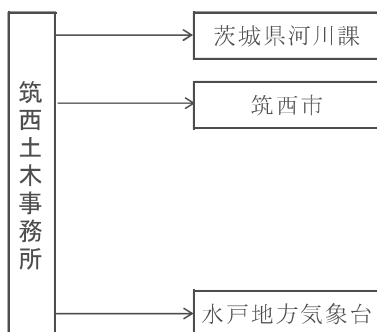 筑西土木事務所
茨城県河川課
筑西市
水戸地方気象台